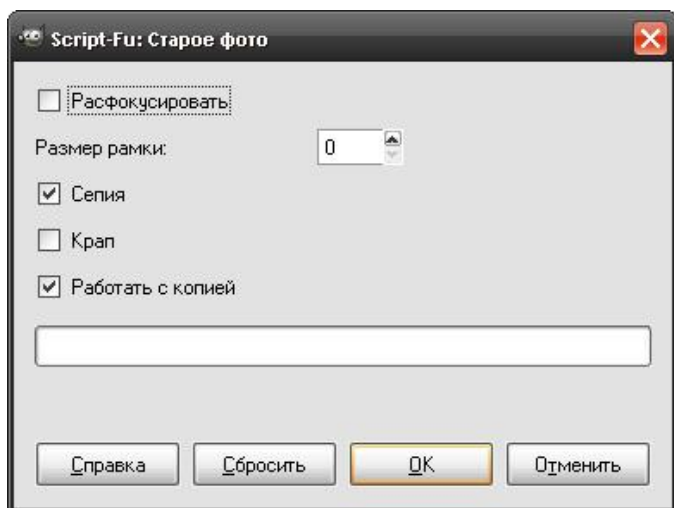 Script-Fu: Старое фото
Расфокусировать
Размер рамки: 0
Сепия
Крап
Работать с копией
Справка Сбросить OK Отменить